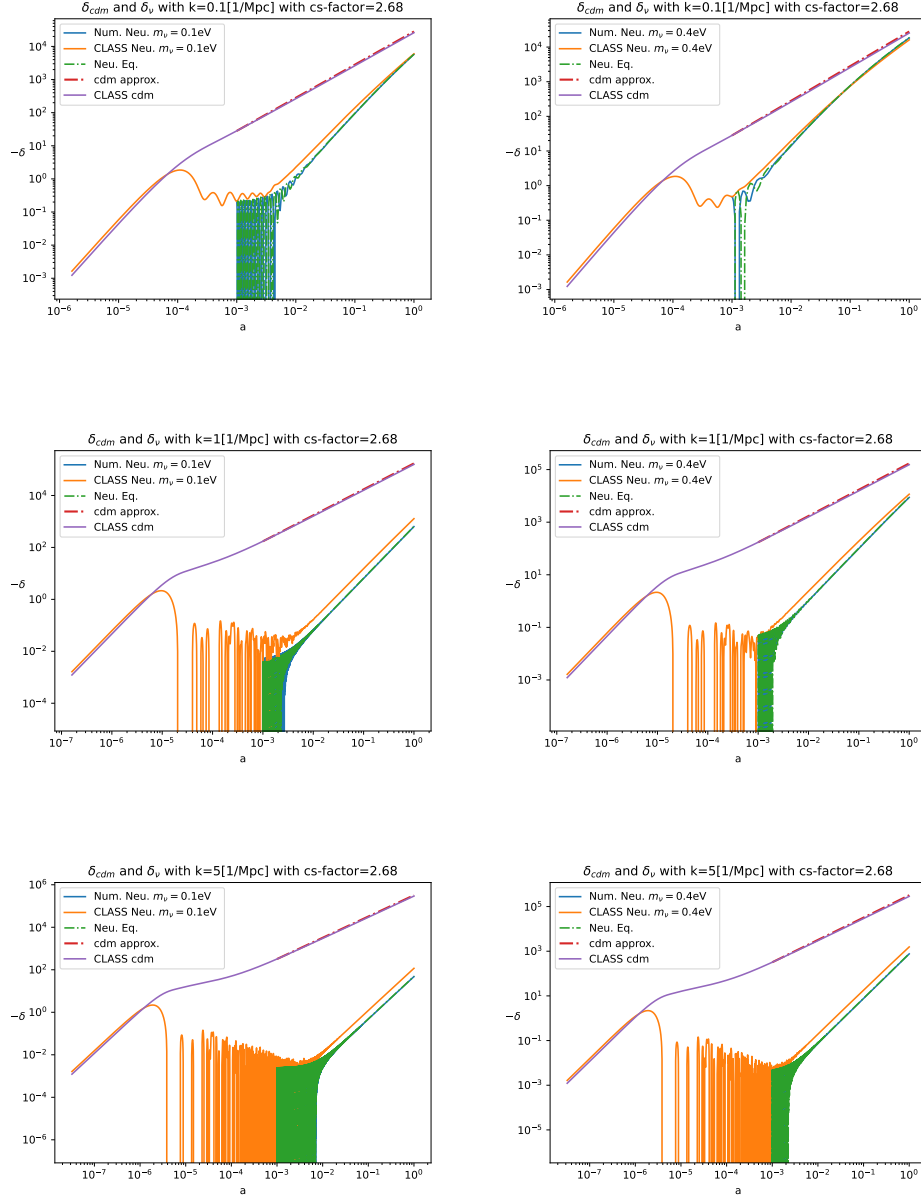 δ_cdm and δ_ν with k=0.1[1/Mpc] with cs-factor=2.68
Num. Neu. m_ν = 0.1eV
CLASS Neu. m_ν = 0.1eV
Neu. Eq.
cdm approx.
CLASS cdm
10^4
10^3
10^2
10^1
10^0
10^-1
10^-2
10^-3
−δ
10^-6
10^-5
10^-4
10^-3
10^-2
10^-1
10^0
a
δ_cdm and δ_ν with k=0.1[1/Mpc] with cs-factor=2.68
Num. Neu. m_ν = 0.4eV
CLASS Neu. m_ν = 0.4eV
Neu. Eq.
cdm approx.
CLASS cdm
10^4
10^3
10^2
10^1
10^0
10^-1
10^-2
10^-3
−δ
10^-6
10^-5
10^-4
10^-3
10^-2
10^-1
10^0
a
δ_cdm and δ_ν with k=1[1/Mpc] with cs-factor=2.68
Num. Neu. m_ν = 0.1eV
CLASS Neu. m_ν = 0.1eV
Neu. Eq.
cdm approx.
CLASS cdm
10^4
10^2
10^0
10^-2
10^-4
−δ
10^-7
10^-6
10^-5
10^-4
10^-3
10^-2
10^-1
10^0
a
δ_cdm and δ_ν with k=1[1/Mpc] with cs-factor=2.68
Num. Neu. m_ν = 0.4eV
CLASS Neu. m_ν = 0.4eV
Neu. Eq.
cdm approx.
CLASS cdm
10^5
10^3
10^1
10^-1
10^-3
−δ
10^-7
10^-6
10^-5
10^-4
10^-3
10^-2
10^-1
10^0
a
δ_cdm and δ_ν with k=5[1/Mpc] with cs-factor=2.68
Num. Neu. m_ν = 0.1eV
CLASS Neu. m_ν = 0.1eV
Neu. Eq.
cdm approx.
CLASS cdm
10^6
10^4
10^2
10^0
10^-2
10^-4
10^-6
−δ
10^-7
10^-6
10^-5
10^-4
10^-3
10^-2
10^-1
10^0
a
δ_cdm and δ_ν with k=5[1/Mpc] with cs-factor=2.68
Num. Neu. m_ν = 0.4eV
CLASS Neu. m_ν = 0.4eV
Neu. Eq.
cdm approx.
CLASS cdm
10^5
10^3
10^1
10^-1
10^-3
10^-5
−δ
10^-7
10^-6
10^-5
10^-4
10^-3
10^-2
10^-1
10^0
a